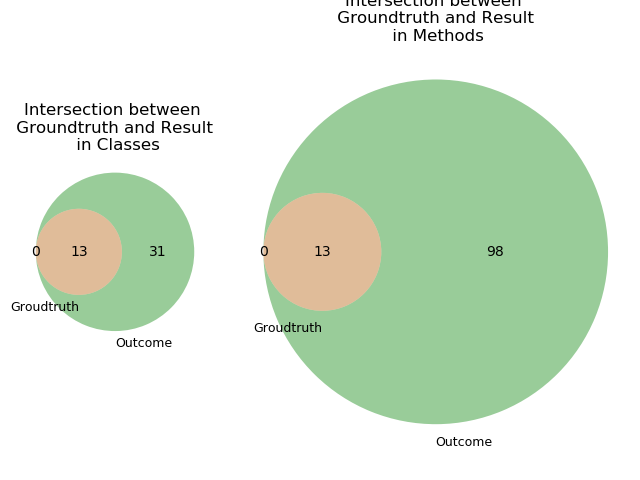 Intersection between
Groundtruth and Result
in Classes
0
13
31
Groudtruth
Outcome
Intersection between
Groundtruth and Result
in Methods
0
13
98
Groudtruth
Outcome